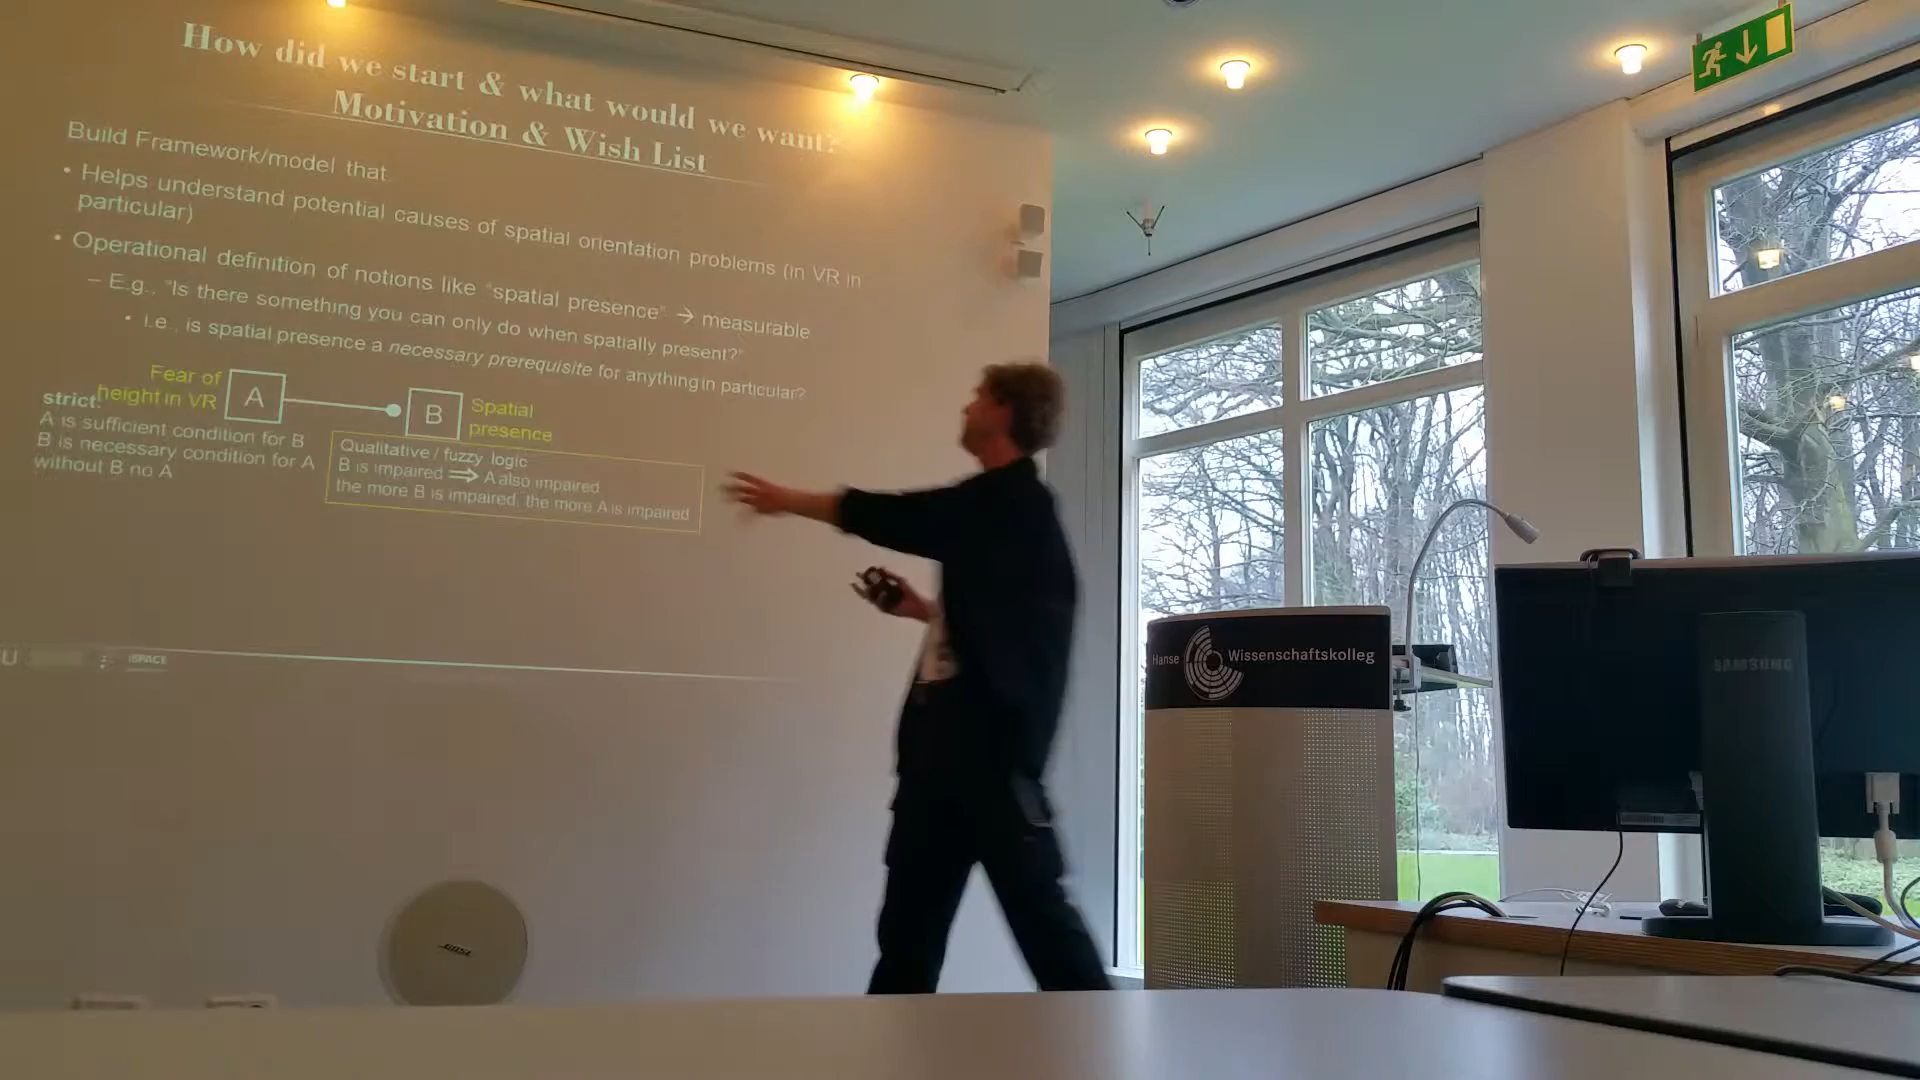 How did we start & what would we want?
Motivation & Wish List
Build Framework/model that
• Helps understand potential causes of spatial orientation problems (in VR in
particular)
• Operational definition of notions like "spatial presence" → measurable
– E.g., "Is there something you can only do when spatially present?"
• i.e., is spatial presence a necessary prerequisite for anything in particular?
Fear of
height in VR
A
B
Spatial
presence
strict:
A is sufficient condition for B
B is necessary condition for A
without B no A
Qualitative / fuzzy logic
B is impaired ⇒ A also impaired
the more B is impaired, the more A is impaired
iSPACE
Hanse Wissenschaftskolleg
SAMSUNG
BOSE